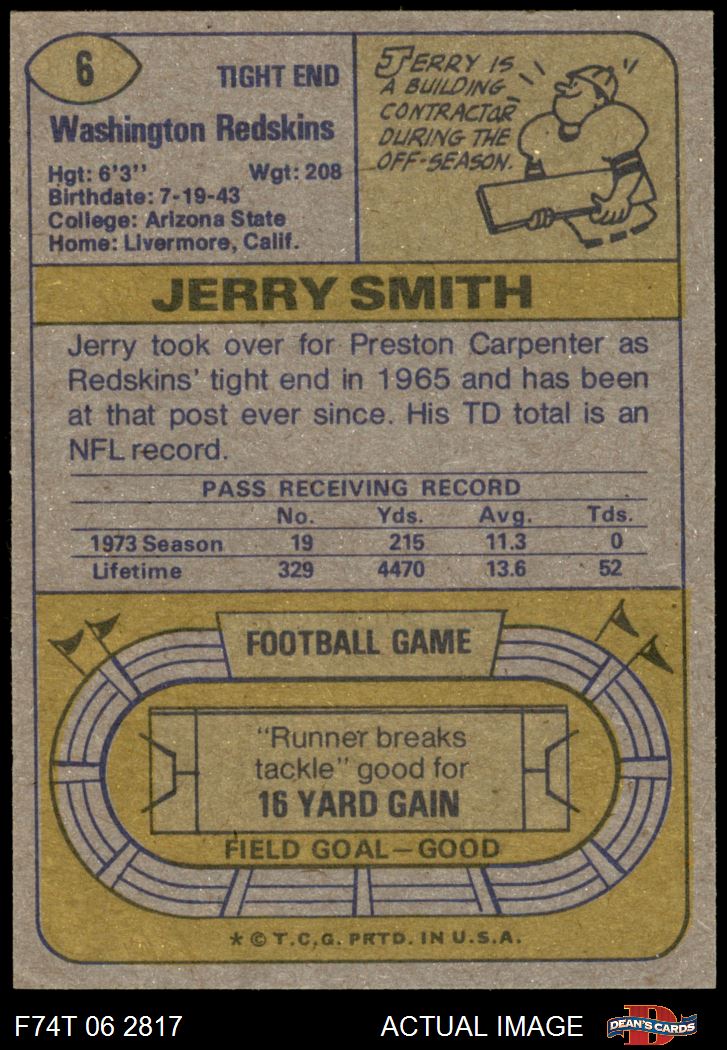 6
TIGHT END
Washington Redskins
Hgt: 6'3'' Wgt: 208
Birthdate: 7-19-43
College: Arizona State
Home: Livermore, Calif.
JERRY IS
A BUILDING
CONTRACTOR
DURING THE
OFF-SEASON.
JERRY SMITH
Jerry took over for Preston Carpenter as
Redskins' tight end in 1965 and has been
at that post ever since. His TD total is an
NFL record.
PASS RECEIVING RECORD
No. Yds. Avg. Tds.
1973 Season 19 215 11.3 0
Lifetime 329 4470 13.6 52
FOOTBALL GAME
"Runner breaks
tackle" good for
16 YARD GAIN
FIELD GOAL—GOOD
* © T.C.G. PRTD. IN U.S.A.
F74T 06 2817 ACTUAL IMAGE
D
DEAN'S CARDS